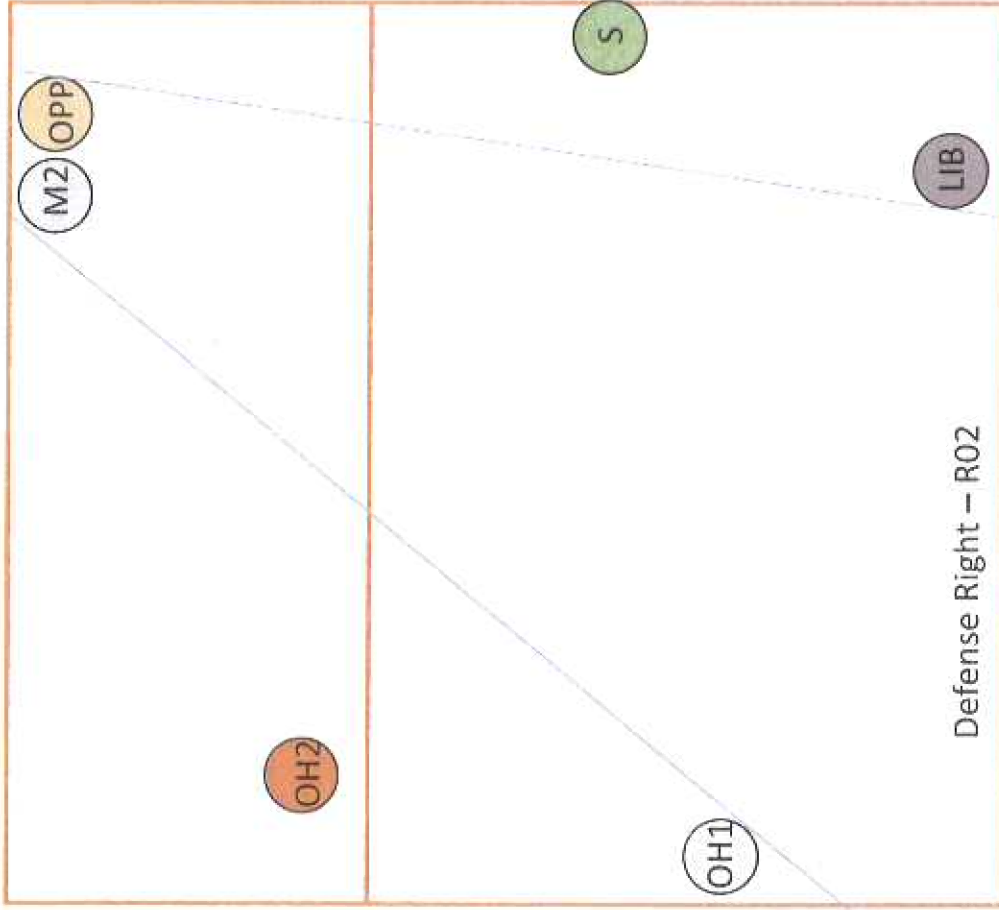 M2
OPP
S
OH2
OH1
LIB
Defense Right – R02